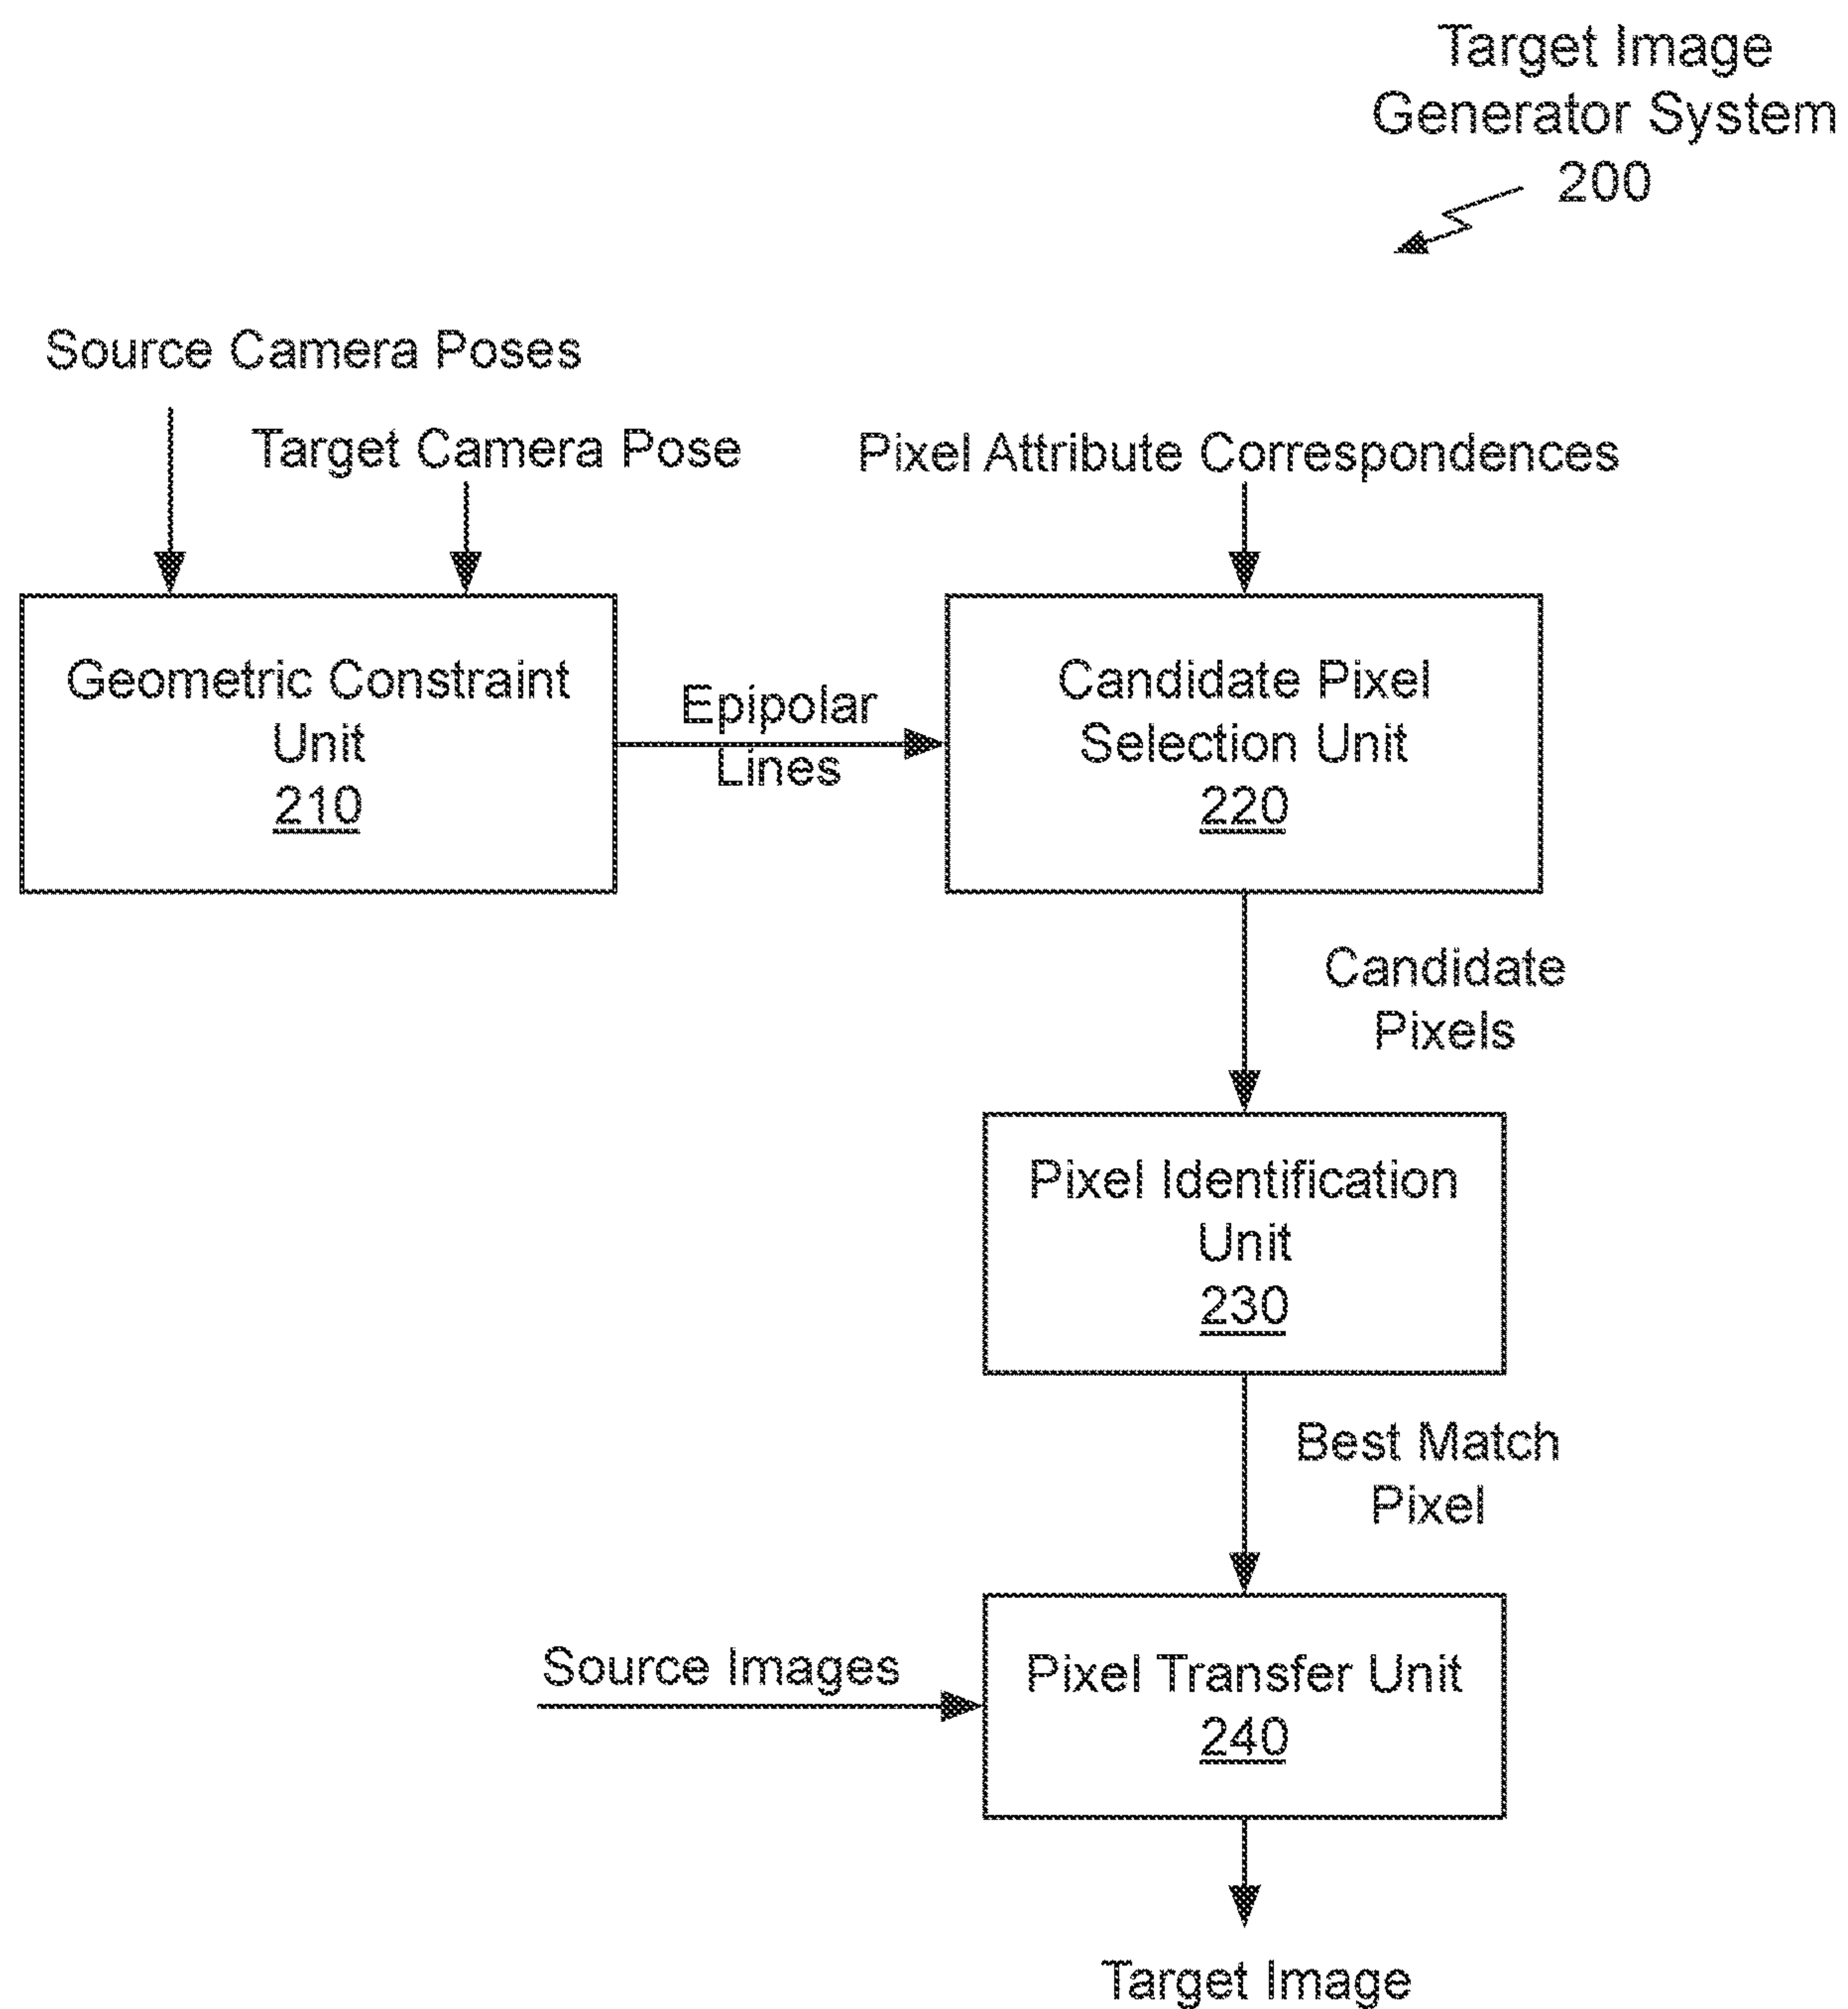 Target Image
Generator System
200
Source Camera Poses
Target Camera Pose
Pixel Attribute Correspondences
Geometric Constraint
Unit
210
Epipolar
Lines
Candidate Pixel
Selection Unit
220
Candidate
Pixels
Pixel Identification
Unit
230
Best Match
Pixel
Source Images
Pixel Transfer Unit
240
Target Image